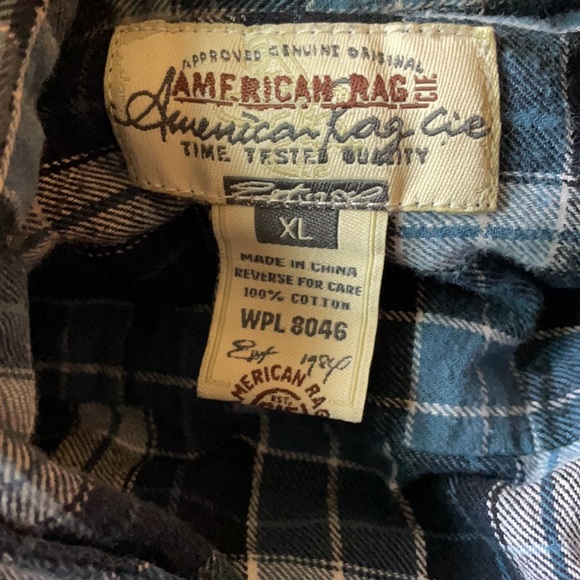 APPROVED GENUINE ORIGINAL
AMERICAN RAG CIE
American Rag Cie
TIME TESTED QUALITY
XL
MADE IN CHINA
REVERSE FOR CARE
100% COTTON
WPL 8046
Est 1984
AMERICAN RAG
EST.